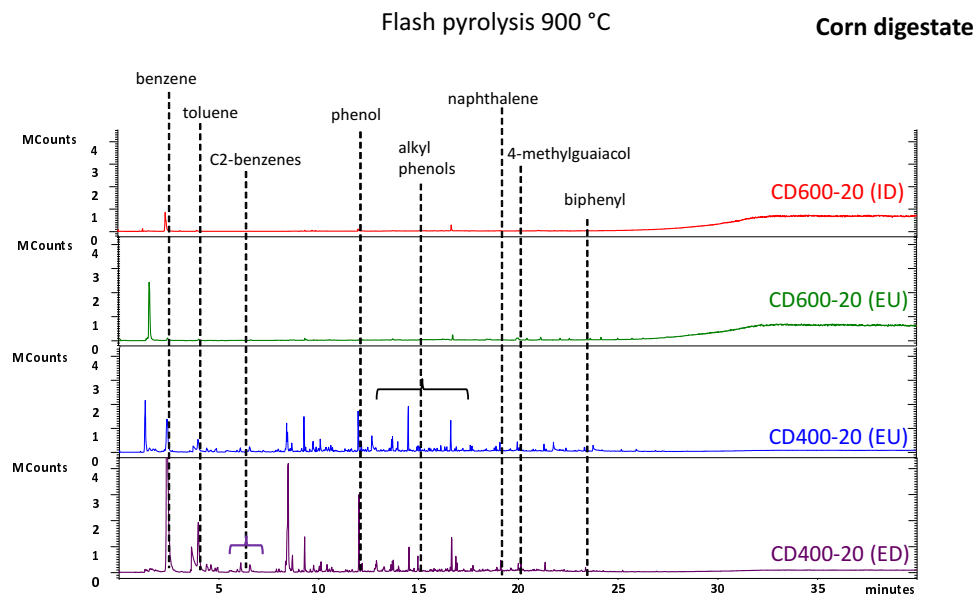 Flash pyrolysis 900 °C
Corn digestate
benzene
toluene
C2-benzenes
phenol
alkyl
phenols
naphthalene
4-methylguaiacol
biphenyl
MCounts
4
3
2
1
0
CD600-20 (ID)
MCounts
4
3
2
1
0
CD600-20 (EU)
MCounts
4
3
2
1
0
CD400-20 (EU)
MCounts
4
3
2
1
0
CD400-20 (ED)
5 10 15 20 25 30 35 minutes